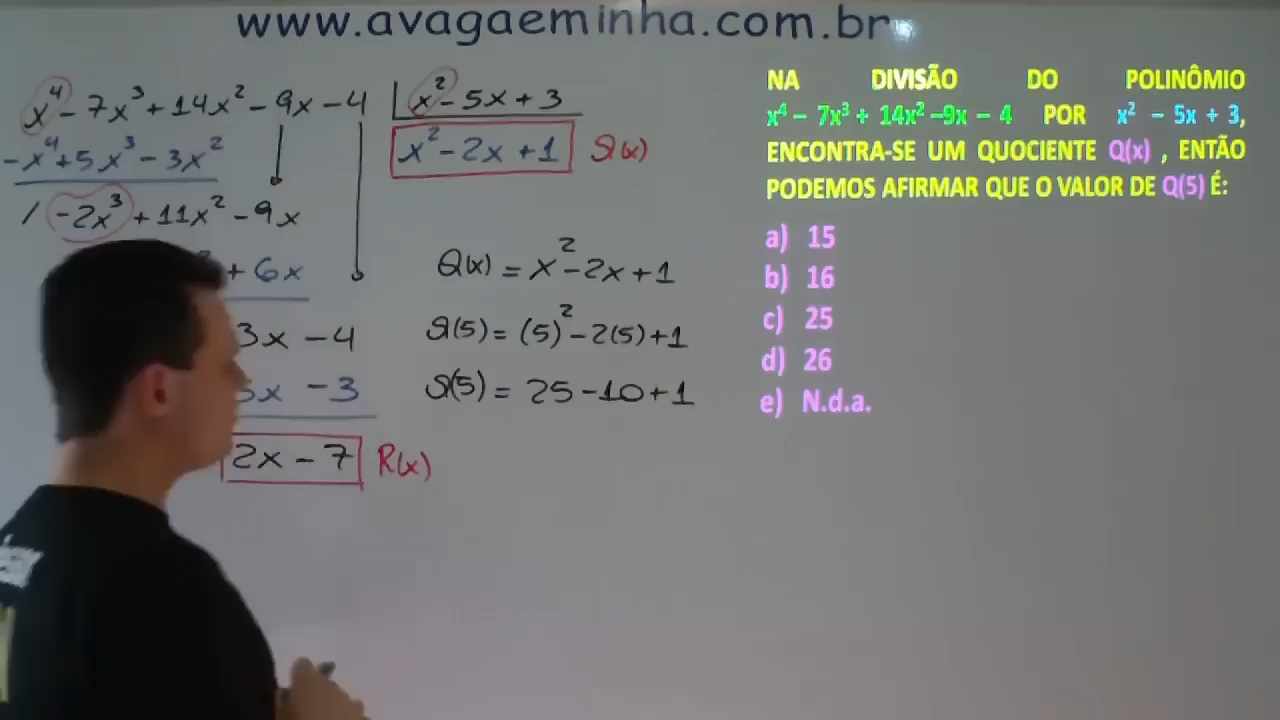 www.avagaeminha.com.br
x⁴ - 7x³ + 14x² - 9x - 4 | x² - 5x + 3
-x⁴ + 5x³ - 3x² x² - 2x + 1 Q(x)
/ -2x³ + 11x² - 9x
+ 6x
3x - 4
- 3
2x - 7 R(x)
Q(x) = x² - 2x + 1
Q(5) = (5)² - 2(5) + 1
Q(5) = 25 - 10 + 1
NA DIVISÃO DO POLINÔMIO
x⁴ – 7x³ + 14x² –9x – 4 POR x² – 5x + 3,
ENCONTRA-SE UM QUOCIENTE Q(x) , ENTÃO
PODEMOS AFIRMAR QUE O VALOR DE Q(5) É:
a) 15
b) 16
c) 25
d) 26
e) N.d.a.